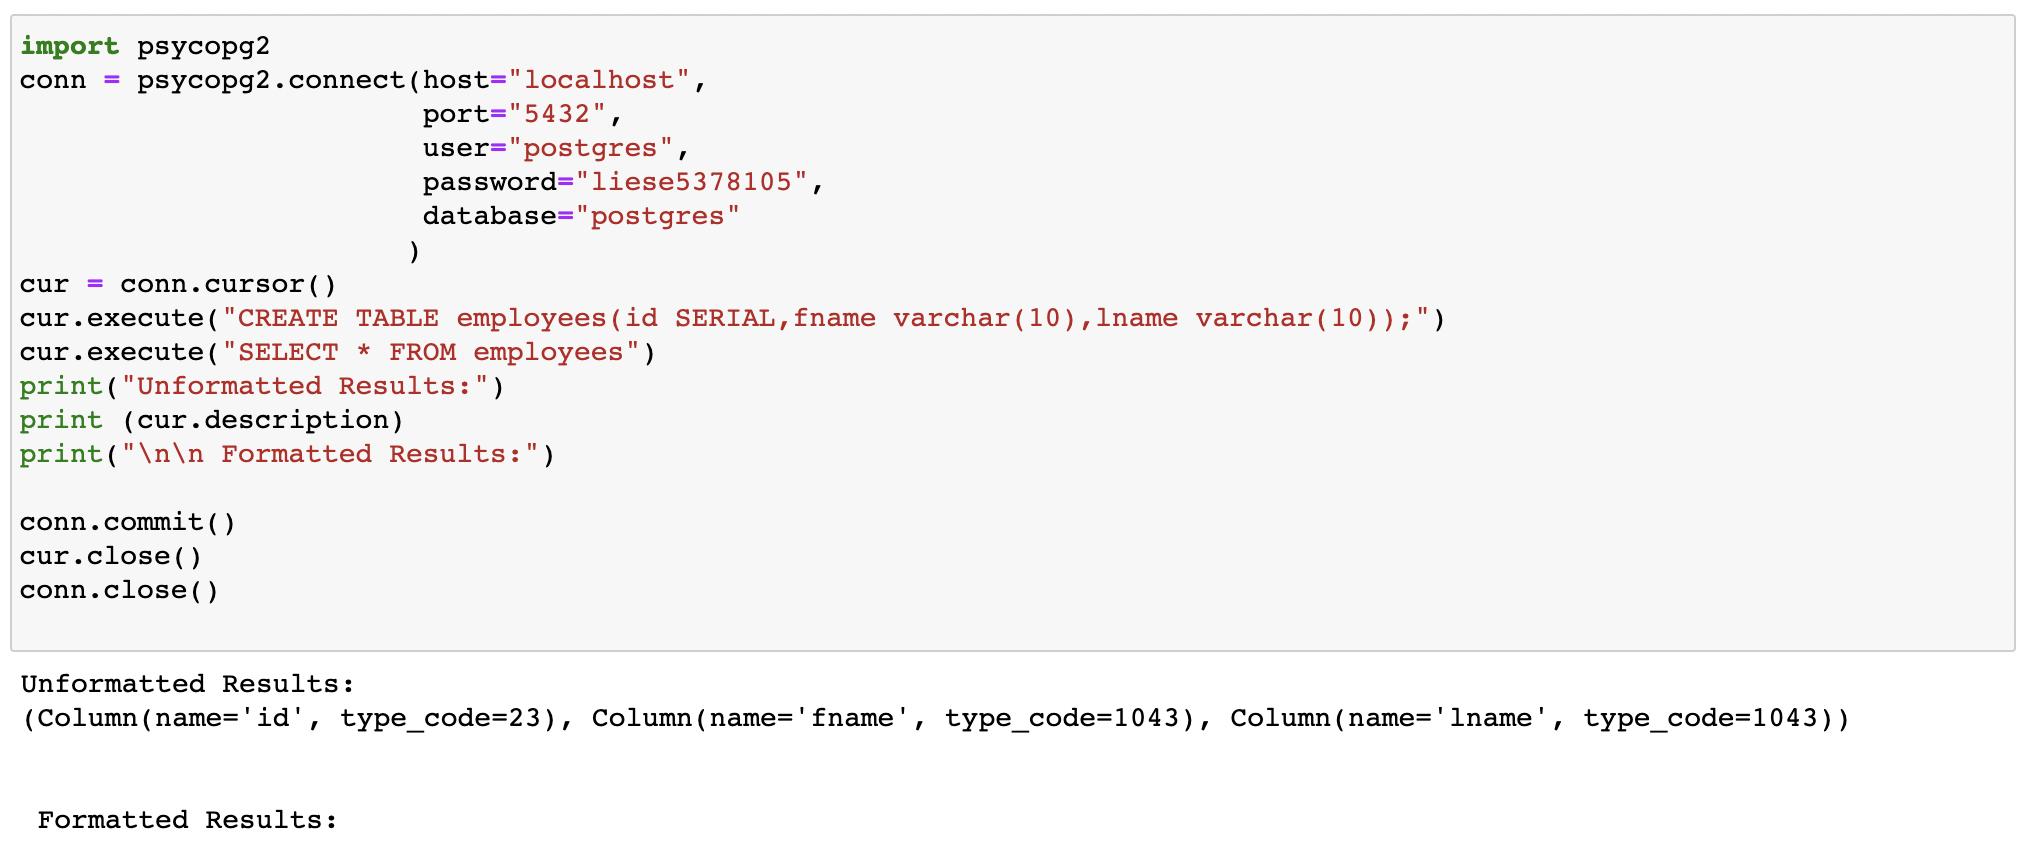 import psycopg2
conn = psycopg2.connect(host="localhost",
                        port="5432",
                        user="postgres",
                        password="liese5378105",
                        database="postgres"
                       )
cur = conn.cursor()
cur.execute("CREATE TABLE employees(id SERIAL,fname varchar(10),lname varchar(10));")
cur.execute("SELECT * FROM employees")
print("Unformatted Results:")
print (cur.description)
print("\n\n Formatted Results:")
conn.commit()
cur.close()
conn.close()
Unformatted Results:
(Column(name='id', type_code=23), Column(name='fname', type_code=1043), Column(name='lname', type_code=1043))
 Formatted Results: